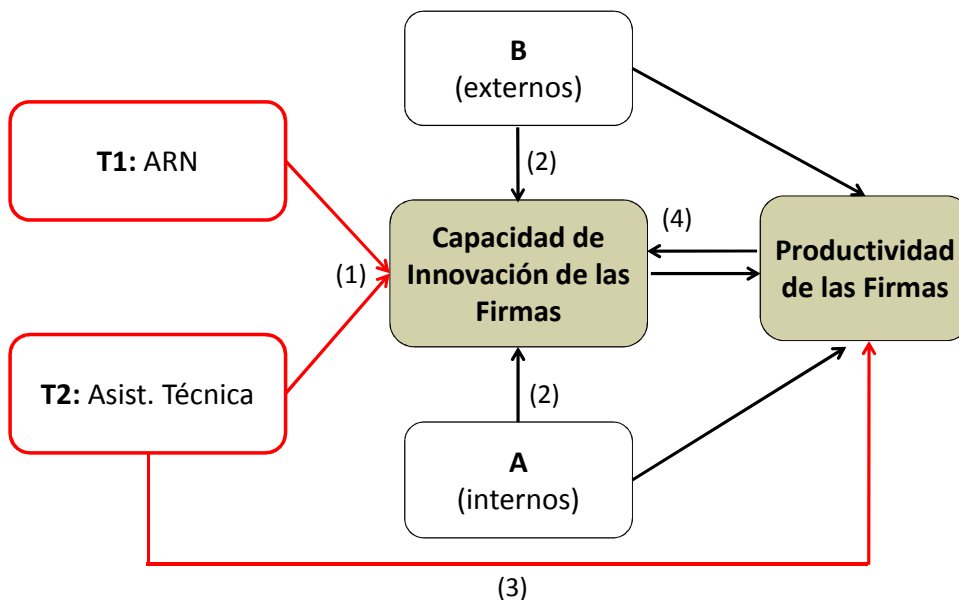 B
(externos)
T1: ARN
(2)
(4)
Capacidad de
Innovación de las
Firmas
Productividad
de las Firmas
(1)
T2: Asist. Técnica
(2)
A
(internos)
(3)